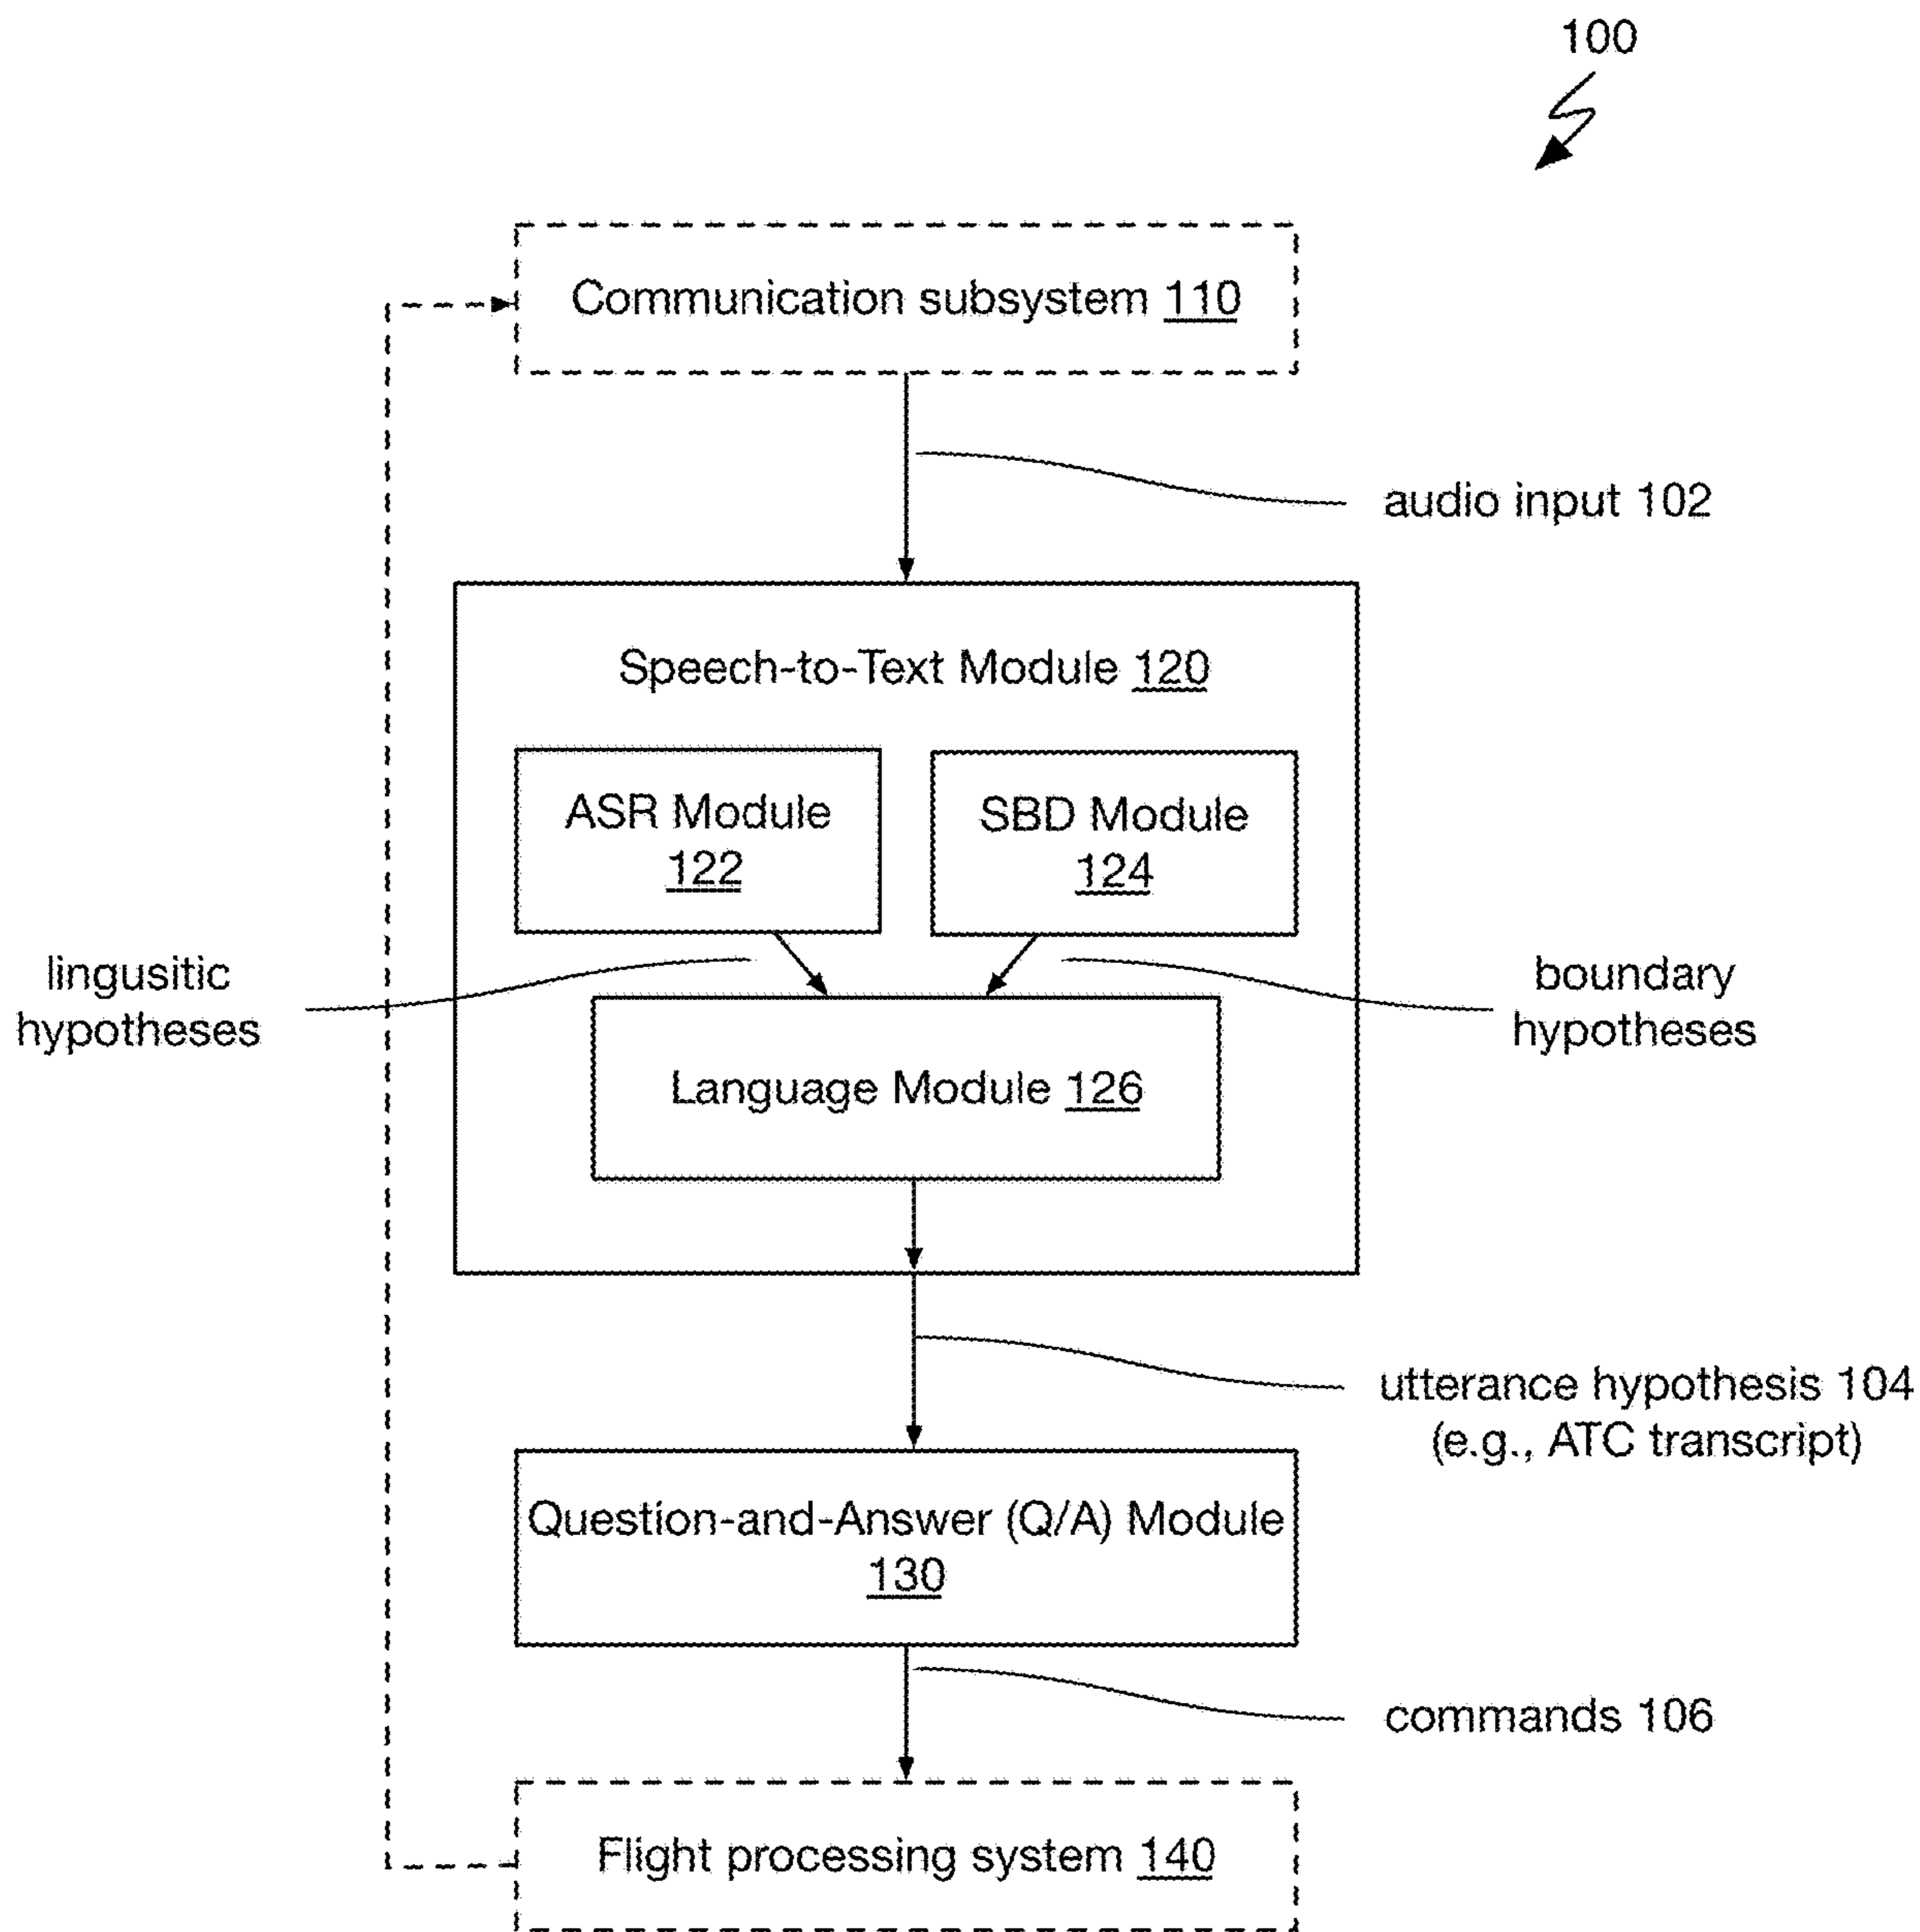 100
Communication subsystem 110
audio input 102
Speech-to-Text Module 120
ASR Module
122
SBD Module
124
lingusitic
hypotheses
boundary
hypotheses
Language Module 126
utterance hypothesis 104
(e.g., ATC transcript)
Question-and-Answer (Q/A) Module
130
commands 106
Flight processing system 140